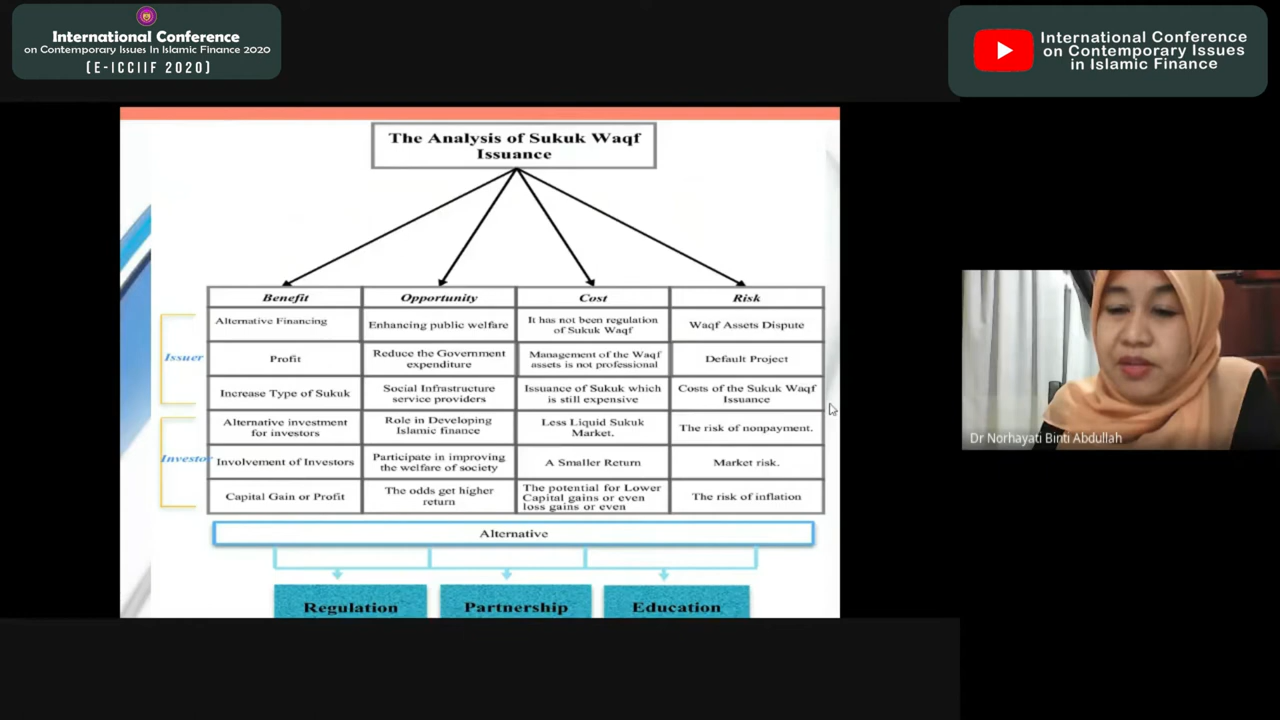 International Conference
on Contemporary Issues In Islamic Finance 2020
(E-ICCIIF 2020)
International Conference
on Contemporary Issues
in Islamic Finance
The Analysis of Sukuk Waqf
Issuance
Benefit
Opportunity
Cost
Risk
Issuer
Alternative Financing
Enhancing public welfare
It has not been regulation
of Sukuk Waqf
Waqf Assets Dispute
Profit
Reduce the Government
expenditure
Management of the Waqf
assets is not professional
Default Project
Increase Type of Sukuk
Social Infrastructure
service providers
Issuance of Sukuk which
is still expensive
Costs of the Sukuk Waqf
Issuance
Investor
Alternative investment
for investors
Role in Developing
Islamic finance
Less Liquid Sukuk
Market.
The risk of nonpayment.
Involvement of Investors
Participate in improving
the welfare of society
A Smaller Return
Market risk.
Capital Gain or Profit
The odds get higher
return
The potential for Lower
Capital gains or even
loss gains or even
The risk of inflation
Alternative
Regulation
Partnership
Education
Dr Norhayati Binti Abdullah